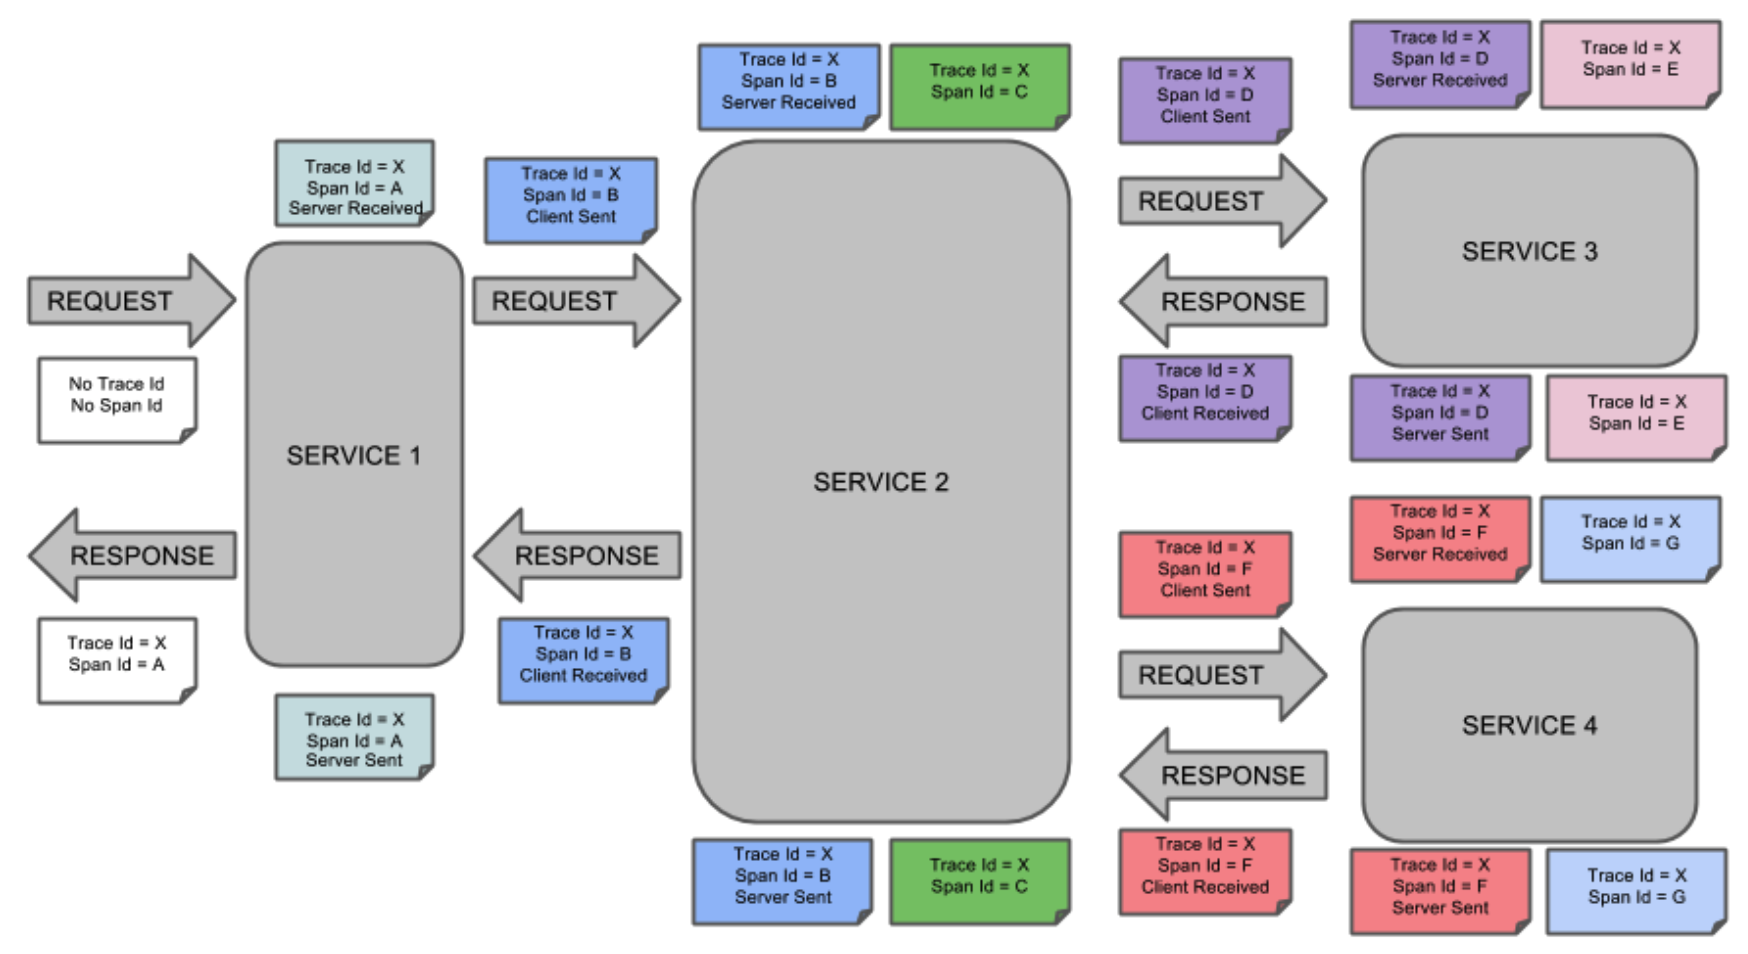 Trace Id = X
Span Id = D
Server Received
Trace Id = X
Span Id = E
Trace Id = X
Span Id = B
Server Received
Trace Id = X
Span Id = C
Trace Id = X
Span Id = D
Client Sent
Trace Id = X
Span Id = A
Server Received
Trace Id = X
Span Id = B
Client Sent
REQUEST
SERVICE 3
REQUEST
REQUEST
RESPONSE
No Trace Id
No Span Id
Trace Id = X
Span Id = D
Client Received
Trace Id = X
Span Id = D
Server Sent
Trace Id = X
Span Id = E
SERVICE 1
SERVICE 2
Trace Id = X
Span Id = F
Server Received
Trace Id = X
Span Id = G
RESPONSE
RESPONSE
Trace Id = X
Span Id = F
Client Sent
Trace Id = X
Span Id = A
Trace Id = X
Span Id = B
Client Received
REQUEST
SERVICE 4
Trace Id = X
Span Id = A
Server Sent
RESPONSE
Trace Id = X
Span Id = B
Server Sent
Trace Id = X
Span Id = C
Trace Id = X
Span Id = F
Client Received
Trace Id = X
Span Id = F
Server Sent
Trace Id = X
Span Id = G